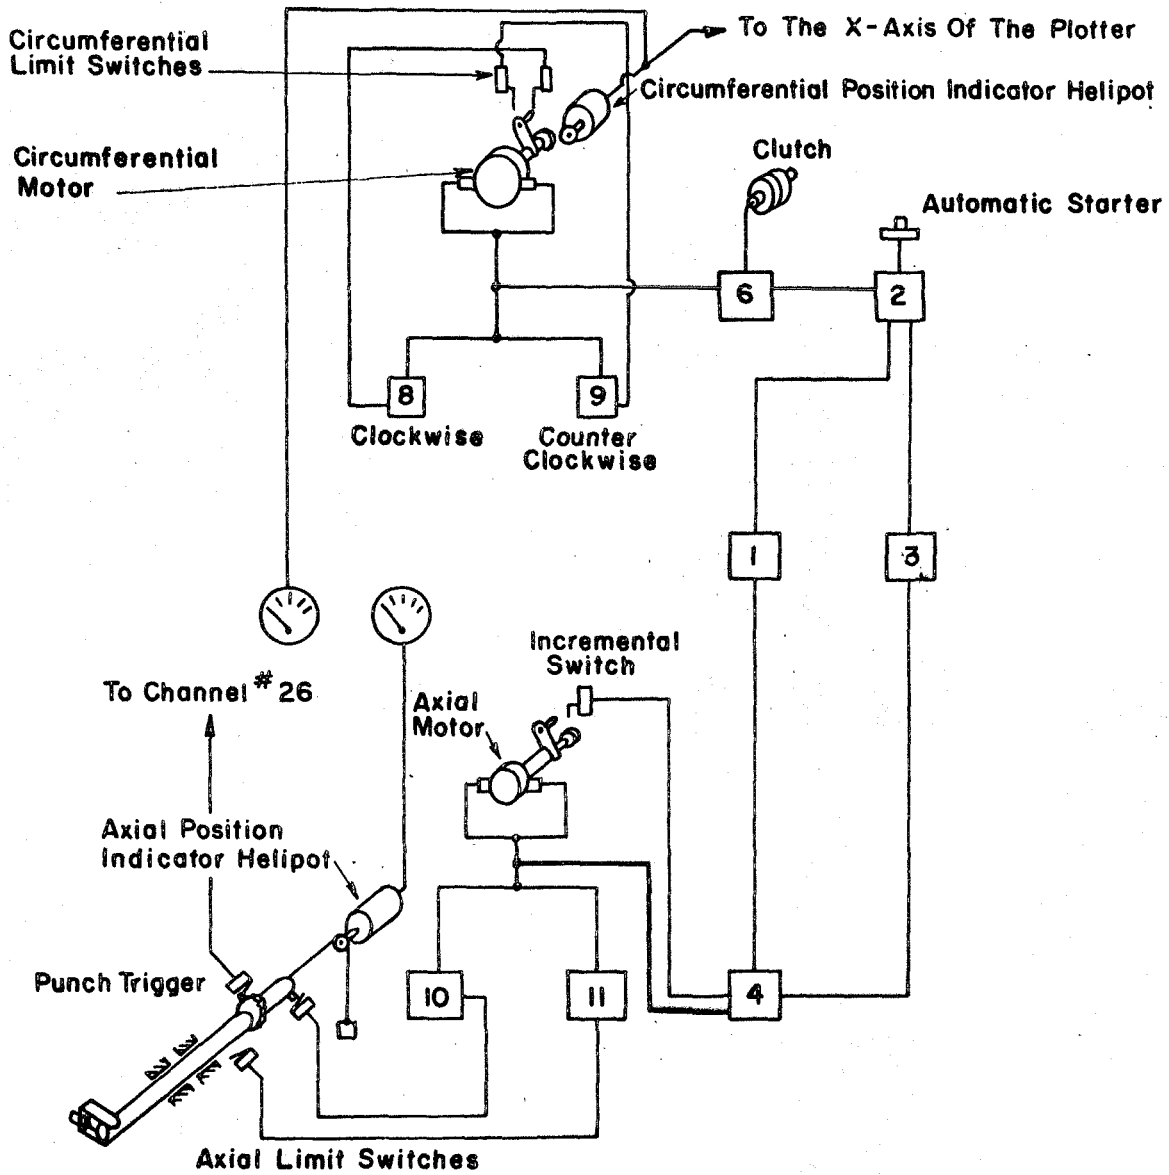 To The X-Axis Of The Plotter
Circumferential
Limit Switches
Circumferential Position Indicator Helipot
Circumferential
Motor
Clutch
Automatic Starter
6
2
8
9
Clockwise
Counter
Clockwise
1
3
Incremental
Switch
To Channel #26
Axial
Motor
Axial Position
Indicator Helipot
Punch Trigger
10
11
4
Axial Limit Switches